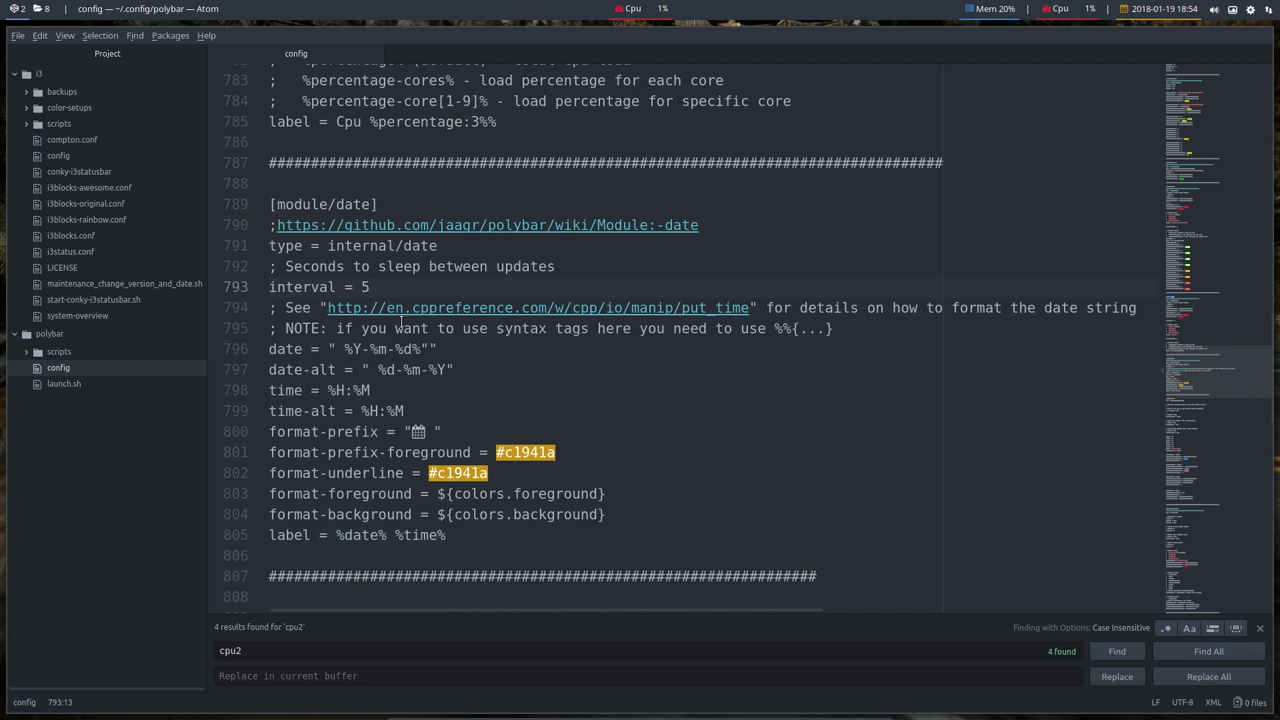 2
8
config — ~/.config/polybar — Atom
Cpu 1%
Mem 20%
Cpu 1%
2018-01-19 18:54
File Edit View Selection Find Packages Help
Project
config
i3
backups
color-setups
scripts
compton.conf
config
conky-i3statusbar
i3blocks-awesome.conf
i3blocks-original.conf
i3blocks-rainbow.conf
i3blocks.conf
i3status.conf
LICENSE
maintenance_change_version_and_date.sh
start-conky-i3statusbar.sh
system-overview
polybar
scripts
config
launch.sh
783 ; %percentage-cores% - load percentage for each core
784 ; %percentage-core[1-9]% - load percentage for specific core
785 label = Cpu %percentage:3%%
786
787 ################################################################################
788
789 [module/date]
790 ;https://github.com/jaagr/polybar/wiki/Module:-date
791 type = internal/date
792 ; Seconds to sleep between updates
793 interval = 5
794 ; See "http://en.cppreference.com/w/cpp/io/manip/put_time" for details on how to format the date string
795 ; NOTE: if you want to use syntax tags here you need to use %%{...}
796 date = " %Y-%m-%d%""
797 date-alt = " %d-%m-%Y"
798 time = %H:%M
799 time-alt = %H:%M
800 format-prefix = " "
801 format-prefix-foreground = #c1941a
802 format-underline = #c1941a
803 format-foreground = ${colors.foreground}
804 format-background = ${colors.background}
805 label = %date% %time%
806
807 #################################################################
808
4 results found for 'cpu2'
Finding with Options: Case Insensitive
.* Aa
cpu2
4 found
Find
Find All
Replace in current buffer
Replace
Replace All
config 793:13
LF UTF-8 XML 0 files